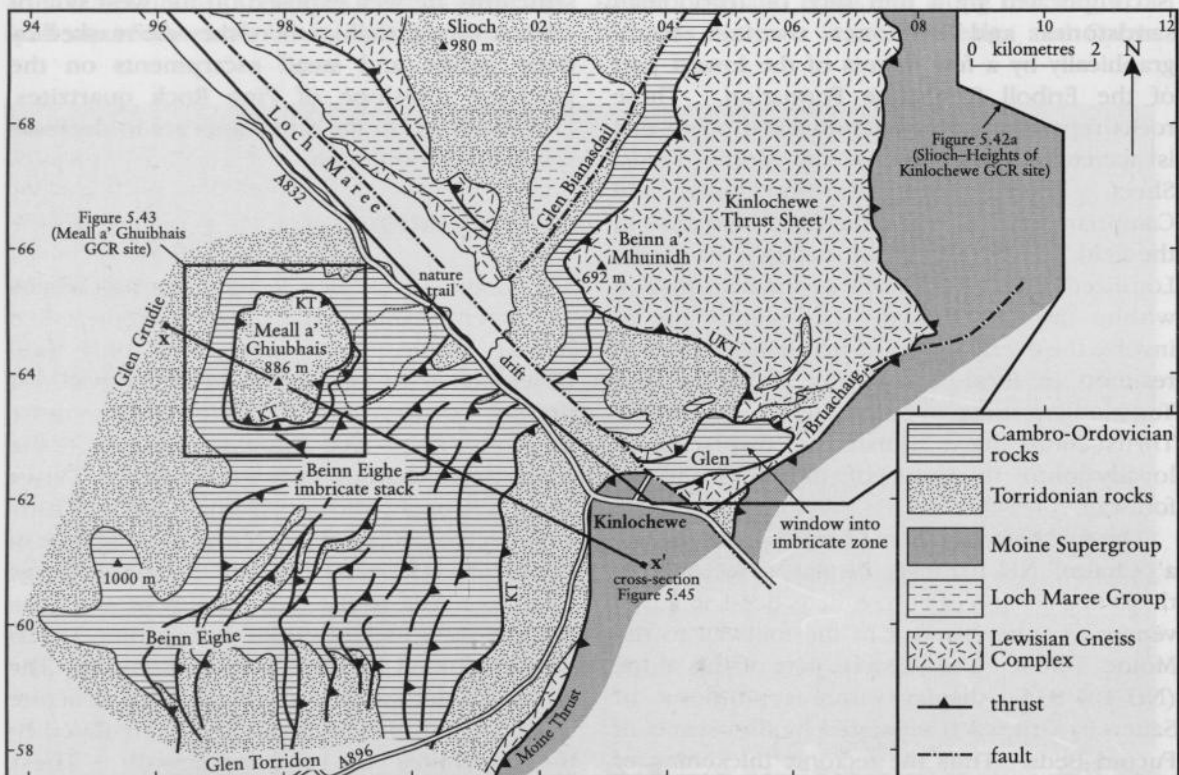 94
96
98
02
04
06
08
10
12
Slioch
980 m
KT
0 kilometres 2
N
68
Loch Maree
Glen Bianasdail
Figure 5.42a
(Slioch–Heights of
Kinlochewe GCR site)
A832
Kinlochewe
Thrust Sheet
Figure 5.43
(Meall a' Ghuibhais
GCR site)
66
Beinn a'
Mhuinidh
692 m
nature
trail
KT
Glen Grudie
x
Meall a'
Ghiubhais
886 m
UKT
64
drift
KT
Bruachaig
Glen
Beinn Eighe
imbricate stack
62
Kinlochewe
window into
imbricate zone
x'
cross-section
Figure 5.45
1000 m
KT
60
Beinn Eighe
Moine Thrust
58
Glen Torridon
A896
Cambro-Ordovician
rocks
Torridonian rocks
Moine Supergroup
Loch Maree Group
Lewisian Gneiss
Complex
thrust
fault